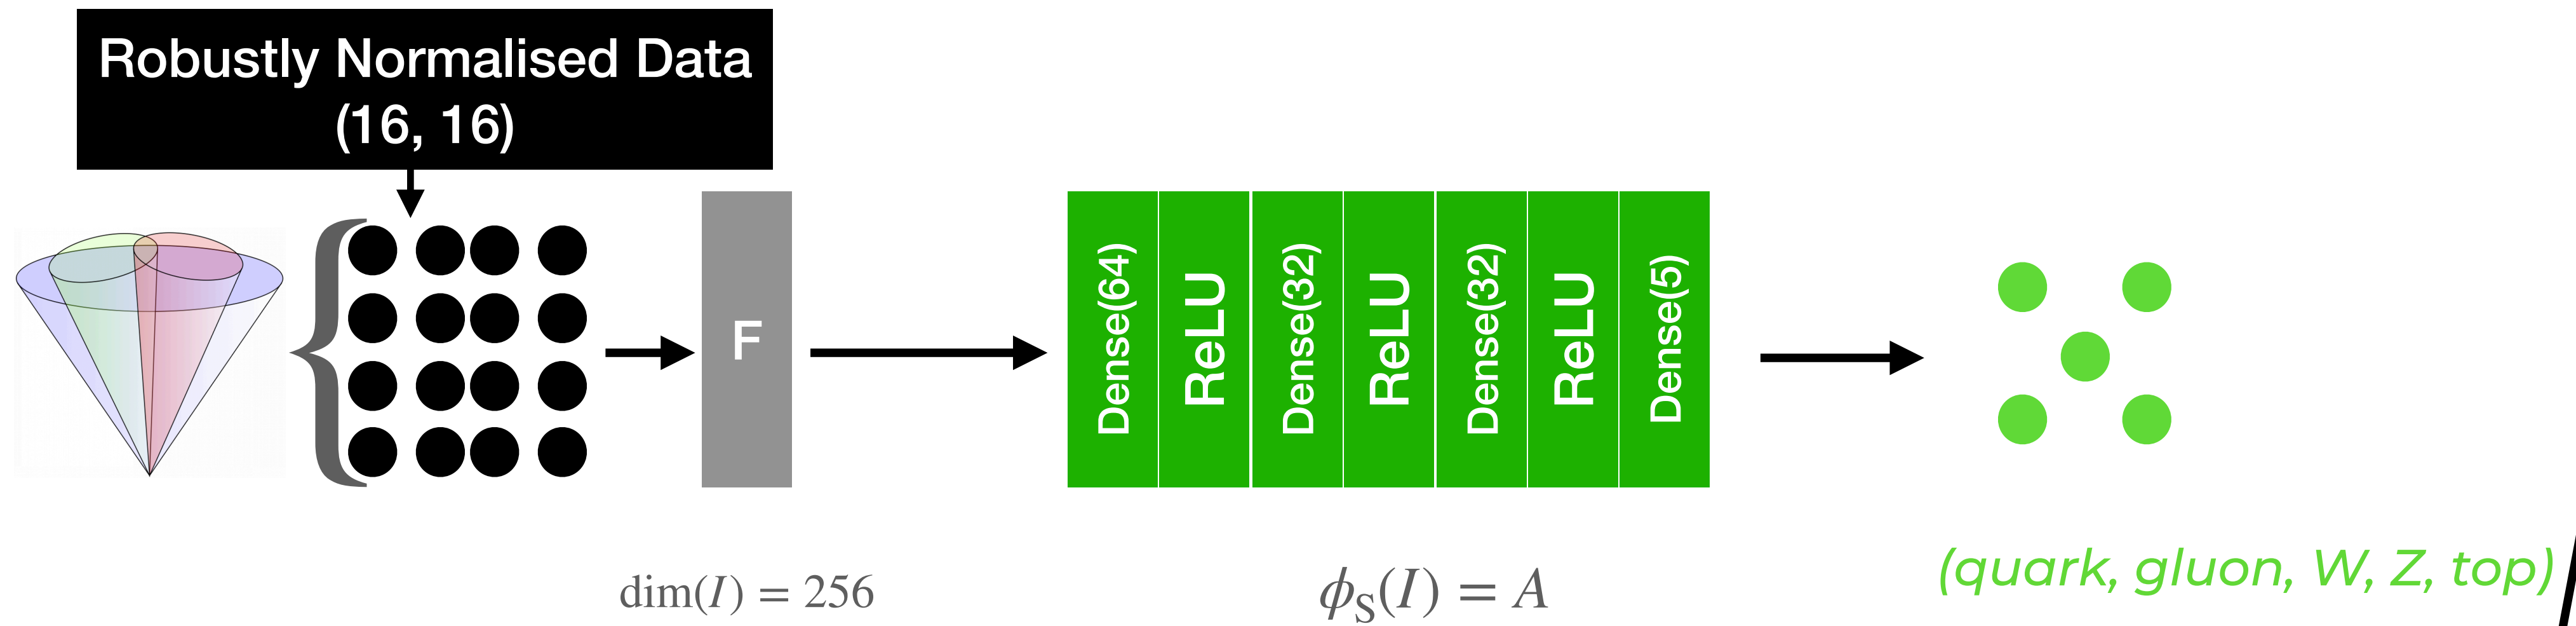 Robustly Normalised Data
(16, 16)
F
Dense(64)
ReLU
Dense(32)
ReLU
Dense(32)
ReLU
Dense(5)
dim(I) = 256
ϕ_S(I) = A
(quark, gluon, W, Z, top)